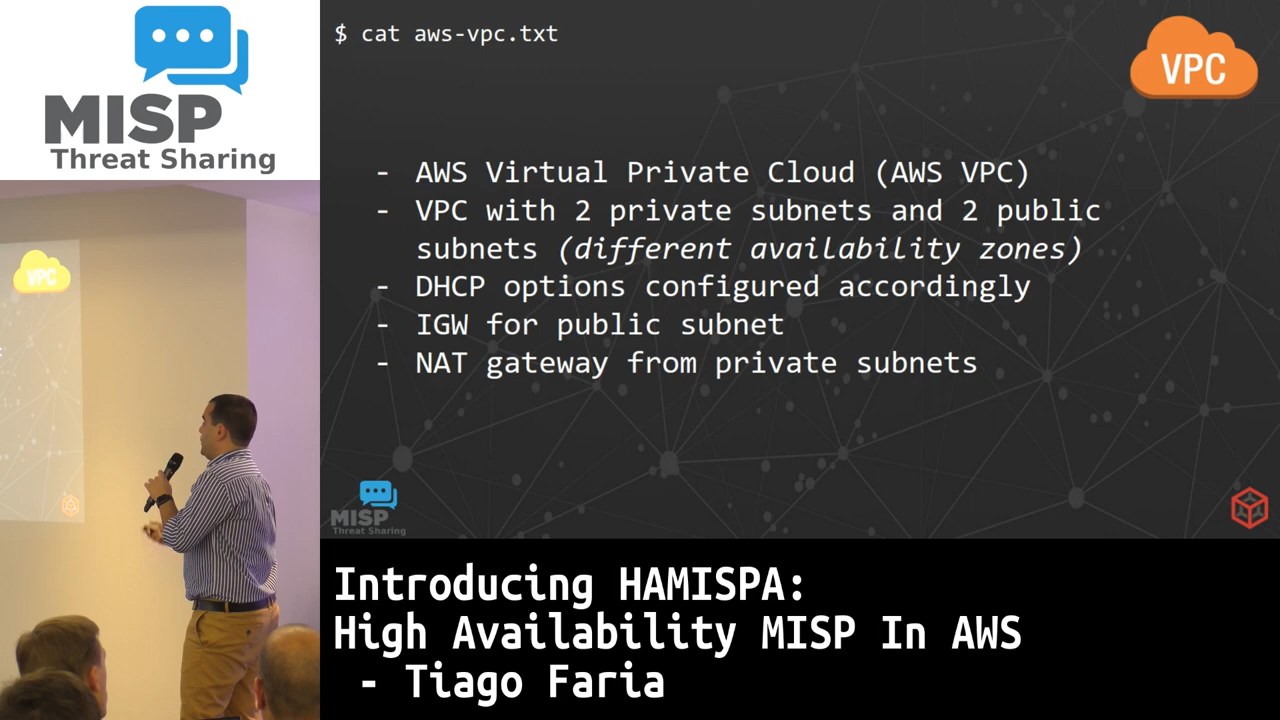 MISP
Threat Sharing
$ cat aws-vpc.txt
VPC
- AWS Virtual Private Cloud (AWS VPC)
- VPC with 2 private subnets and 2 public
subnets (different availability zones)
- DHCP options configured accordingly
- IGW for public subnet
- NAT gateway from private subnets
VPC
MISP
Threat Sharing
Introducing HAMISPA:
High Availability MISP In AWS
- Tiago Faria